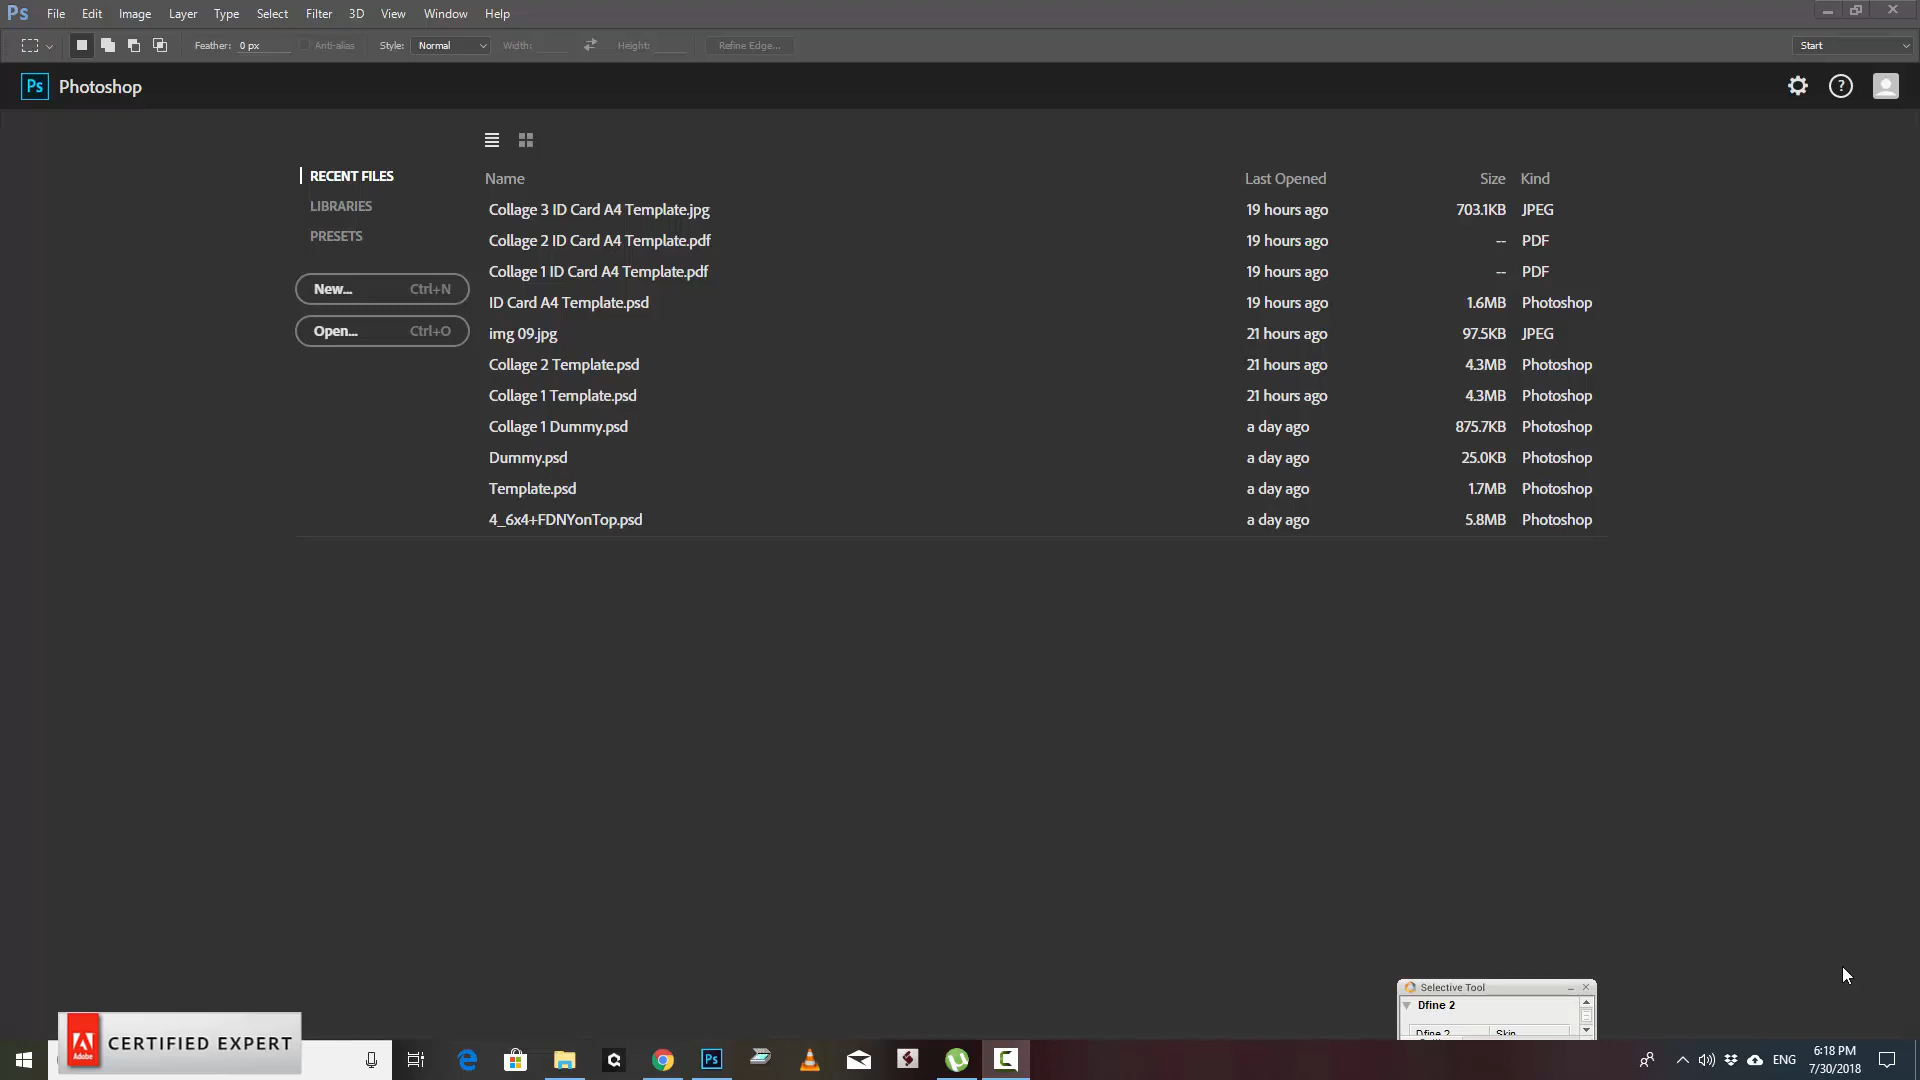 Ps File Edit Image Layer Type Select Filter 3D View Window Help
Feather: 0 px Anti-alias Style: Normal Width: Height: Refine Edge... Start
Ps Photoshop ?
RECENT FILES
LIBRARIES
PRESETS
New... Ctrl+N
Open... Ctrl+O
Name Last Opened Size Kind
Collage 3 ID Card A4 Template.jpg 19 hours ago 703.1KB JPEG
Collage 2 ID Card A4 Template.pdf 19 hours ago -- PDF
Collage 1 ID Card A4 Template.pdf 19 hours ago -- PDF
ID Card A4 Template.psd 19 hours ago 1.6MB Photoshop
img 09.jpg 21 hours ago 97.5KB JPEG
Collage 2 Template.psd 21 hours ago 4.3MB Photoshop
Collage 1 Template.psd 21 hours ago 4.3MB Photoshop
Collage 1 Dummy.psd a day ago 875.7KB Photoshop
Dummy.psd a day ago 25.0KB Photoshop
Template.psd a day ago 1.7MB Photoshop
4_6x4+FDNYonTop.psd a day ago 5.8MB Photoshop
Selective Tool
Dfine 2
Dfine 2 Skin
Adobe CERTIFIED EXPERT
Ps
ENG
6:18 PM
7/30/2018